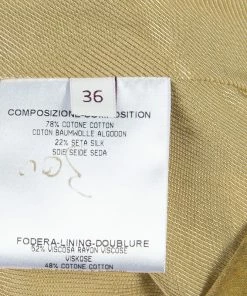 36
COMPOSIZIONE-COMPOSITION
78% COTONE COTTON
COTON BAUMWOLLE ALGODON
22% SETA SILK
SOIE SEIDE SEDA
FODERA-LINING-DOUBLURE
52% VISCOSA RAYON VISCOSE
VISKOSE
48% COTONE COTTON